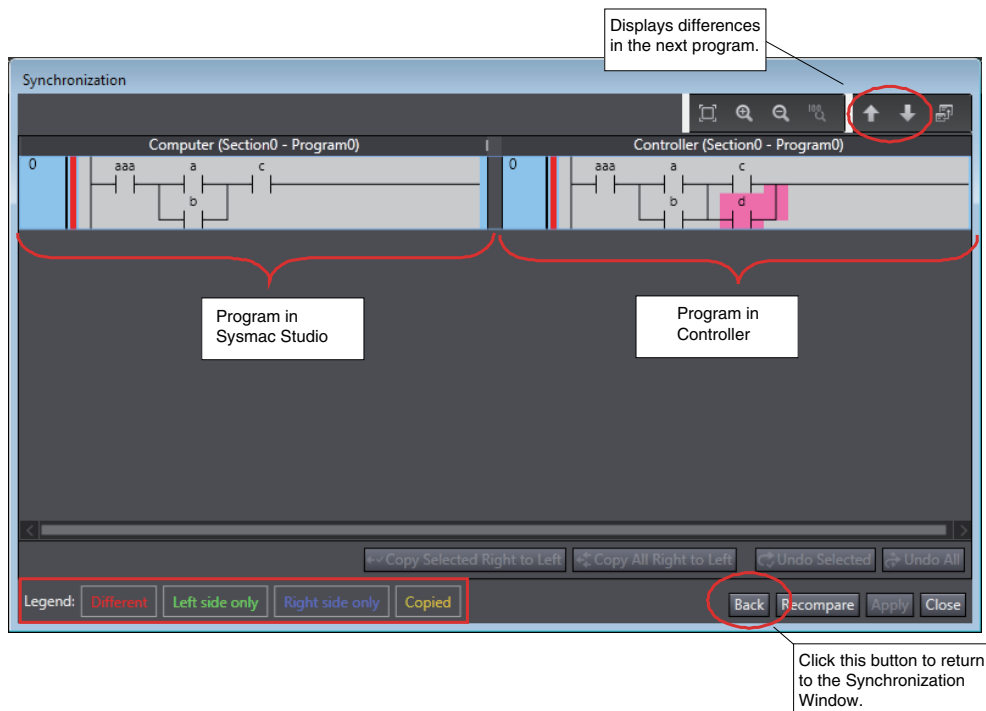 Displays differences
in the next program.
Synchronization
100
Computer (Section0 - Program0)
Controller (Section0 - Program0)
0
aaa
a
c
b
0
aaa
a
c
b
d
Program in
Sysmac Studio
Program in
Controller
Copy Selected Right to Left
Copy All Right to Left
Undo Selected
Undo All
Legend:
Different
Left side only
Right side only
Copied
Back
Recompare
Apply
Close
Click this button to return
to the Synchronization
Window.